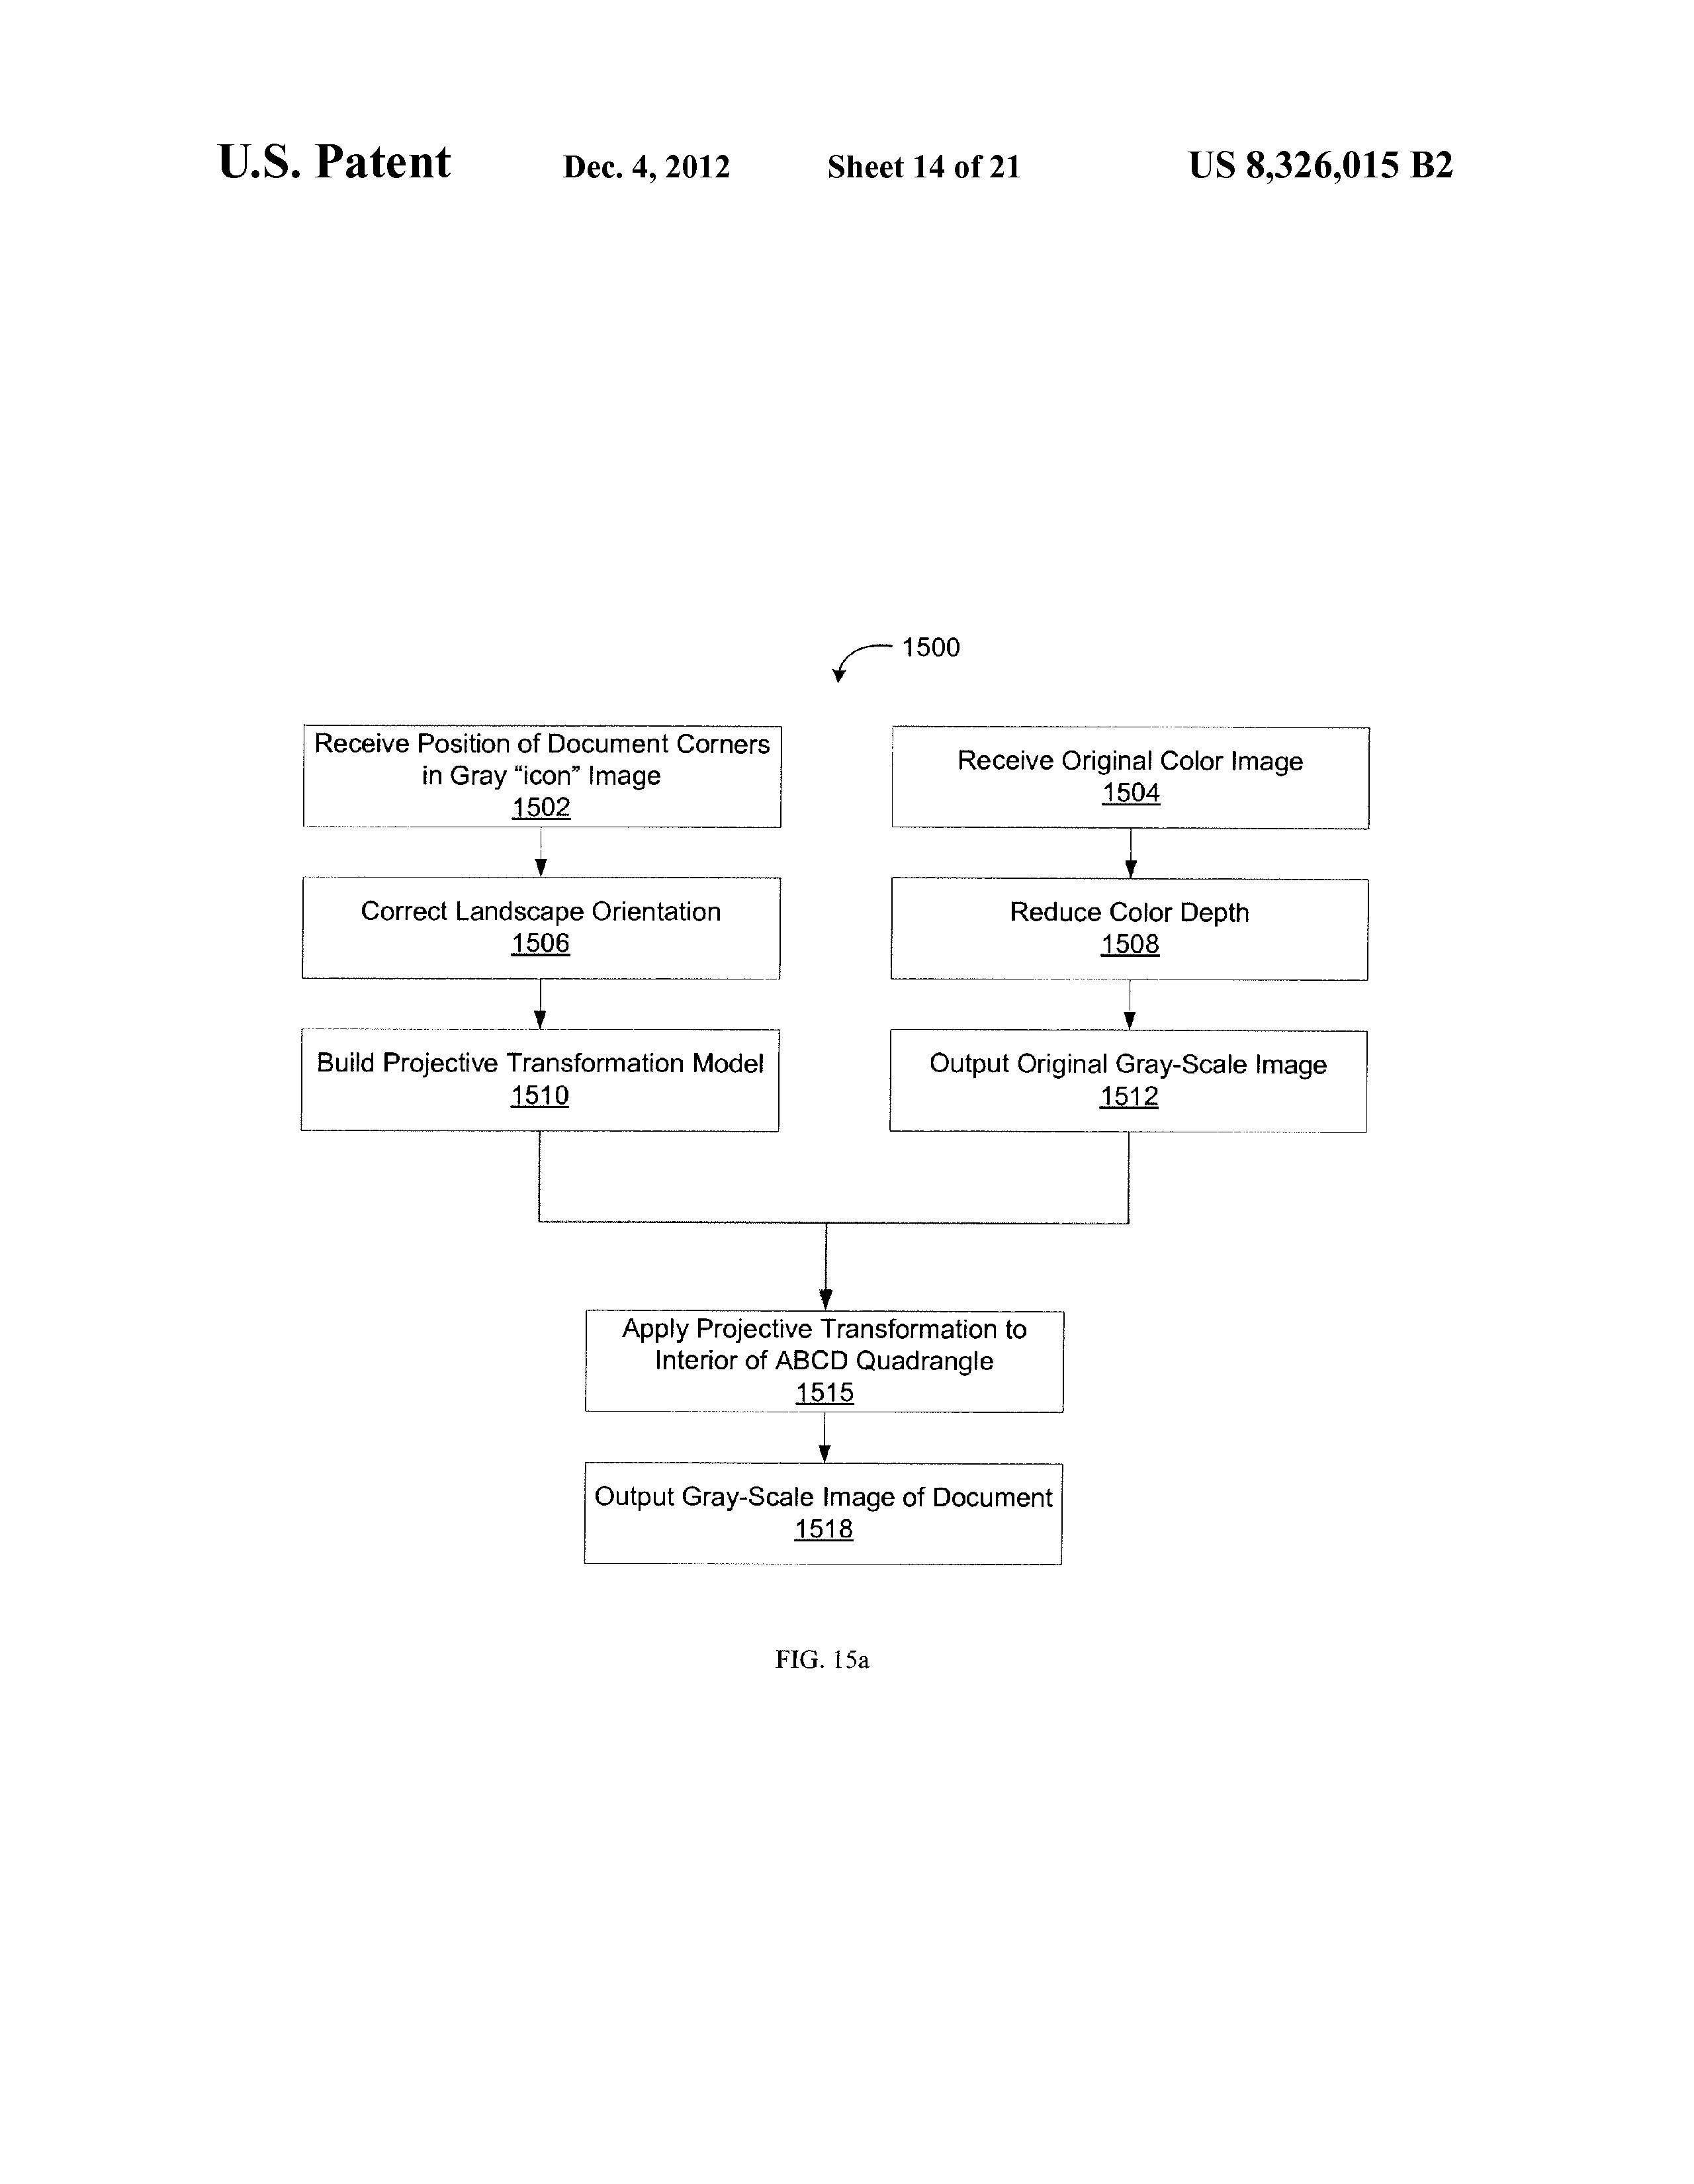 U.S. Patent Dec. 4, 2012 Sheet 14 of 21 US 8,326,015 B2
1500
Receive Position of Document Corners
in Gray “icon” Image
1502
Receive Original Color Image
1504
Correct Landscape Orientation
1506
Reduce Color Depth
1508
Build Projective Transformation Model
1510
Output Original Gray-Scale Image
1512
Apply Projective Transformation to
Interior of ABCD Quadrangle
1515
Output Gray-Scale Image of Document
1518
FIG. 15a